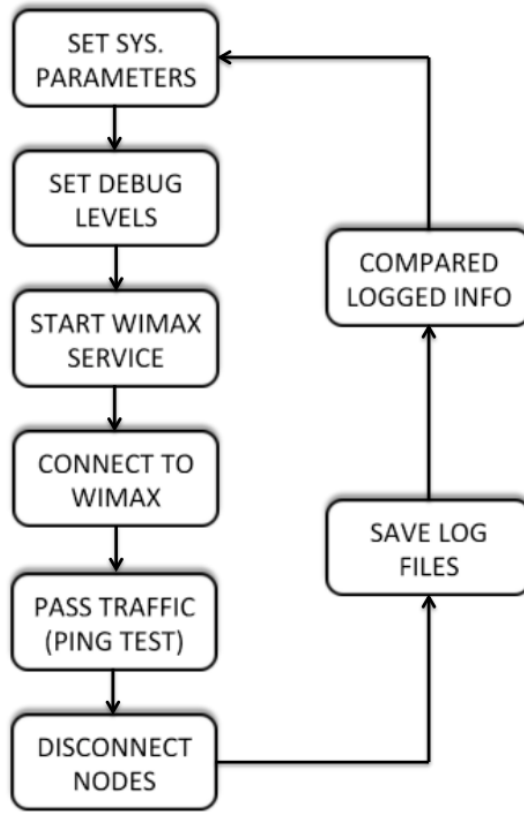 SET SYS.
PARAMETERS
SET DEBUG
LEVELS
START WIMAX
SERVICE
CONNECT TO
WIMAX
PASS TRAFFIC
(PING TEST)
DISCONNECT
NODES
SAVE LOG
FILES
COMPARED
LOGGED INFO